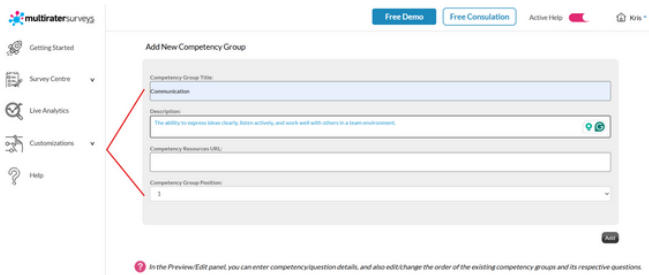 multiratersurveys
Free Demo
Free Consulation
Active Help
Kris
Getting Started
Add New Competency Group
Survey Centre
Competency Group Title:
Communication
Live Analytics
Description:
The ability to express ideas clearly, listen actively, and work well with others in a team environment.
Customizations
Competency Resources URL:
Help
Competency Group Position:
1
Add
? In the Preview/Edit panel, you can enter competency/question details, and also edit/change the order of the existing competency groups and its respective questions.